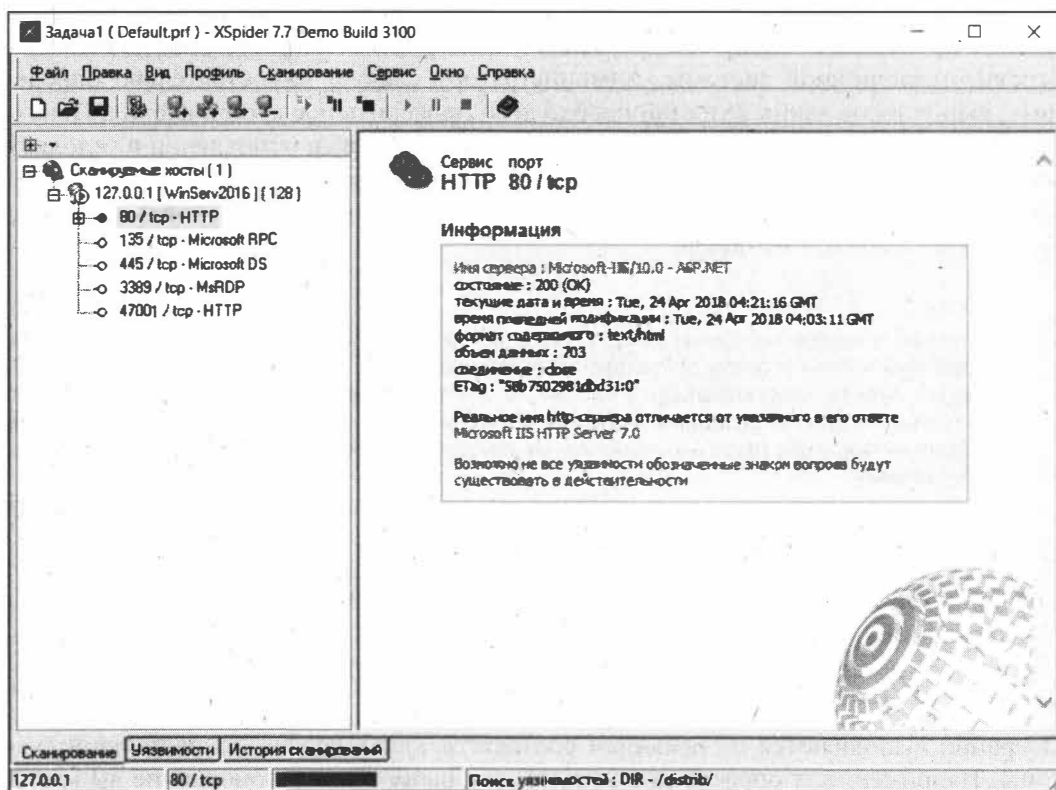 Задача1 ( Default.prf ) - XSpider 7.7 Demo Build 3100
Файл Правка Вид Профиль Сканирование Сервис Окно Справка
Сканируемые хосты ( 1 )
127.0.0.1 [ WinServ2016 ] ( 128 )
80 / tcp - HTTP
135 / tcp - Microsoft RPC
445 / tcp - Microsoft DS
3389 / tcp - MsRDP
47001 / tcp - HTTP
Сервис порт
HTTP 80 / tcp
Информация
Имя сервера : Microsoft-IIS/10.0 - ASP.NET
состояние : 200 (OK)
текущие дата и время : Tue, 24 Apr 2018 04:21:16 GMT
время последней модификации : Tue, 24 Apr 2018 04:03:11 GMT
формат содержимого : text/html
объем данных : 703
соединение : close
ETag :
Реальное имя http-сервера отличается от указанного в его ответе
Microsoft IIS HTTP Server 7.0
Возможно не все уязвимости обозначенные знаком вопроса будут
существовать в действительности
Сканирование Уязвимости История сканирований
127.0.0.1 80 / tcp Поиск уязвимостей : DIR - /distrib/